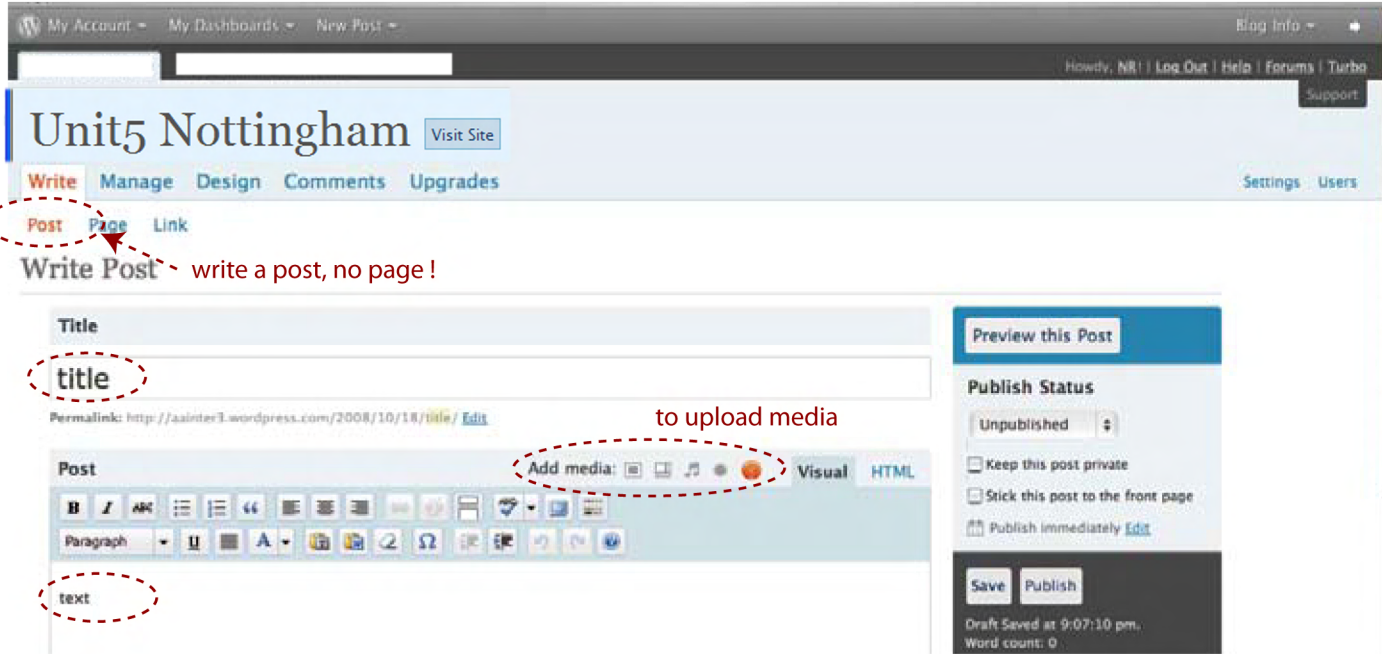 My Account My Dashboards New Post Blog Info
Howdy, NR! | Log Out | Help | Forums | Turbo
Support
Unit5 Nottingham Visit Site
Write Manage Design Comments Upgrades Settings Users
Post Page Link
Write Post write a post, no page !
Title
Preview this Post
title
Publish Status
Permalink: http://aainter3.wordpress.com/2008/10/18/title/ Edit
to upload media
Unpublished
Post Add media: Visual HTML
Keep this post private
B I ABC
Stick this post to the front page
Publish immediately Edit
Paragraph U A Ω
text
Save Publish
Draft Saved at 9:07:10 pm.
Word count: 0